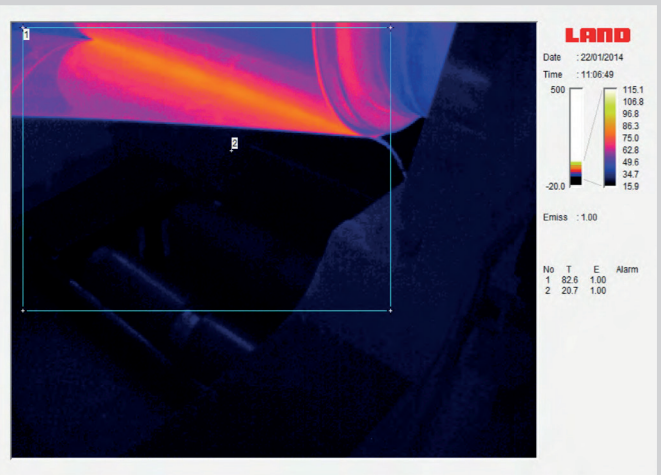 1
2
LAND
Date : 22/01/2014
Time : 11:06:49
500
-20.0
115.1
106.8
96.8
86.3
75.0
62.8
49.6
34.7
15.9
Emiss : 1.00
No T E Alarm
1 82.6 1.00
2 20.7 1.00